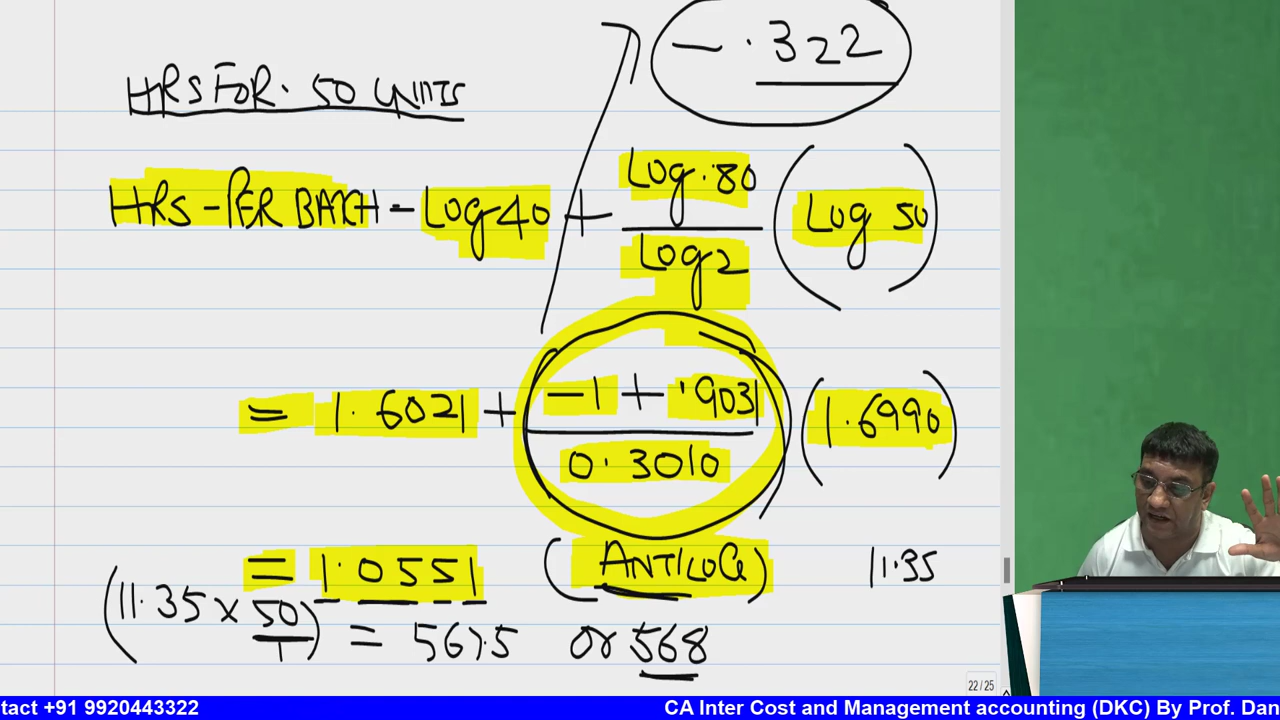 - .322
HRS FOR. 50 UNITS
HRS - PER BATCH - LOG 40 + Log .80 / Log 2 (Log 50)
= 1.6021 + -1 + .9031 / 0.3010 (1.6990)
= 1.0551 (ANTILOG) 11.35
(11.35 x 50/1) = 567.5 or 568
22 / 25
tact +91 9920443322 CA Inter Cost and Management accounting (DKC) By Prof. Dan